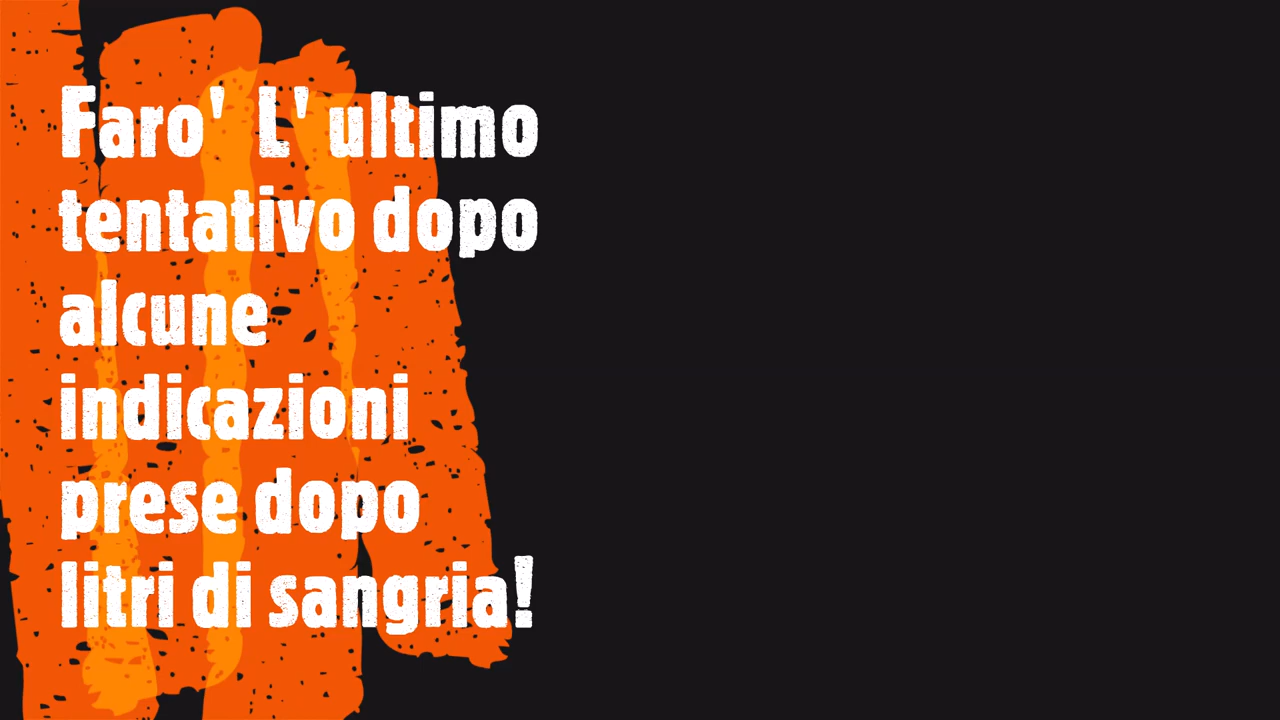 Faro' L' ultimo
tentativo dopo
alcune
indicazioni
prese dopo
litri di sangria!